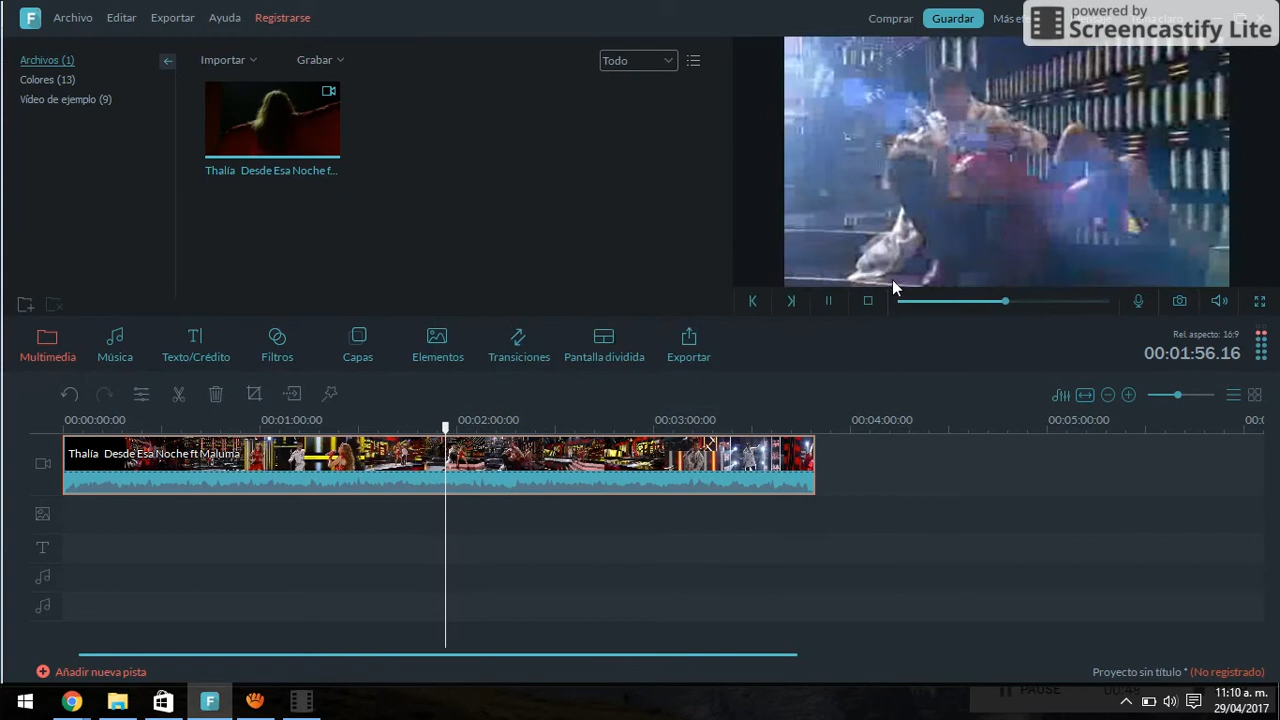 Archivo Editar Exportar Ayuda Registrarse
Comprar Guardar
powered by
Screencastify Lite
Archivos (1)
Importar Grabar Todo
Colores (13)
Vídeo de ejemplo (9)
Thalía Desde Esa Noche f...
Multimedia Música Texto/Crédito Filtros Capas Elementos Transiciones Pantalla dividida Exportar
Rel. aspecto: 16:9
00:01:56.16
00:00:00:00 00:01:00:00 00:02:00:00 00:03:00:00 00:04:00:00 00:05:00:00
Thalía Desde Esa Noche ft Maluma
Añadir nueva pista
Proyecto sin título * (No registrado)
PAUSE
11:10 a. m.
29/04/2017